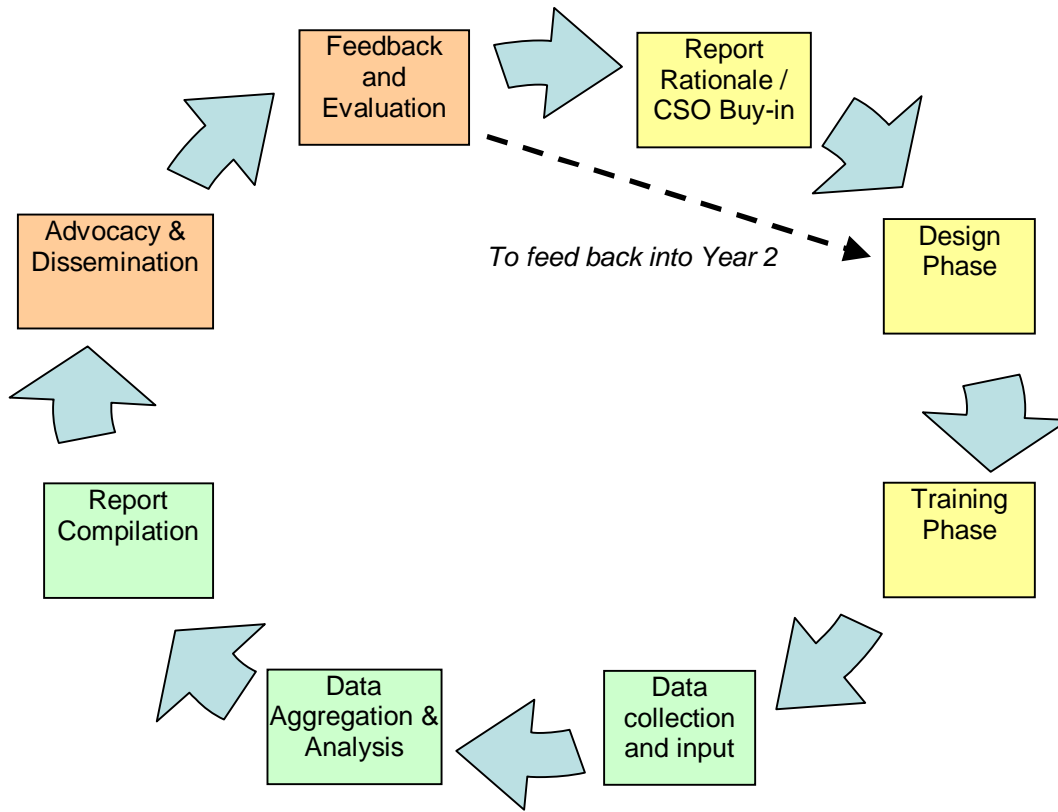 Feedback
and
Evaluation
Report
Rationale /
CSO Buy-in
Advocacy &
Dissemination
To feed back into Year 2
Design
Phase
Report
Compilation
Training
Phase
Data
Aggregation &
Analysis
Data
collection
and input